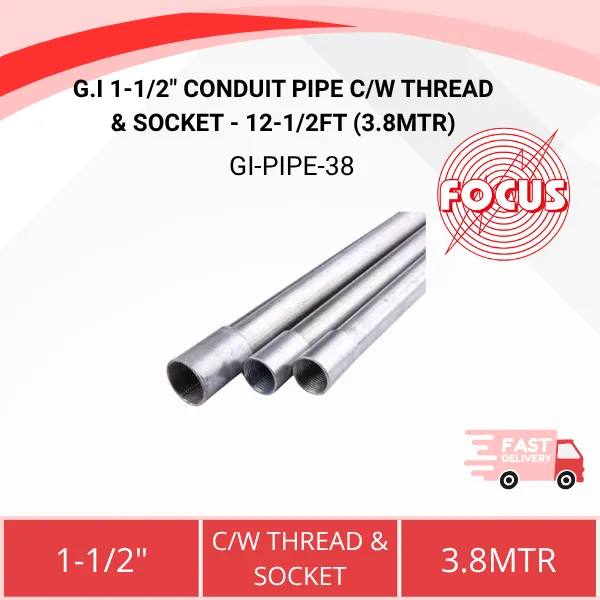 G.I 1-1/2" CONDUIT PIPE C/W THREAD
& SOCKET - 12-1/2FT (3.8MTR)
GI-PIPE-38
FOCUS
FAST
DELIVERY
1-1/2"
C/W THREAD &
SOCKET
3.8MTR